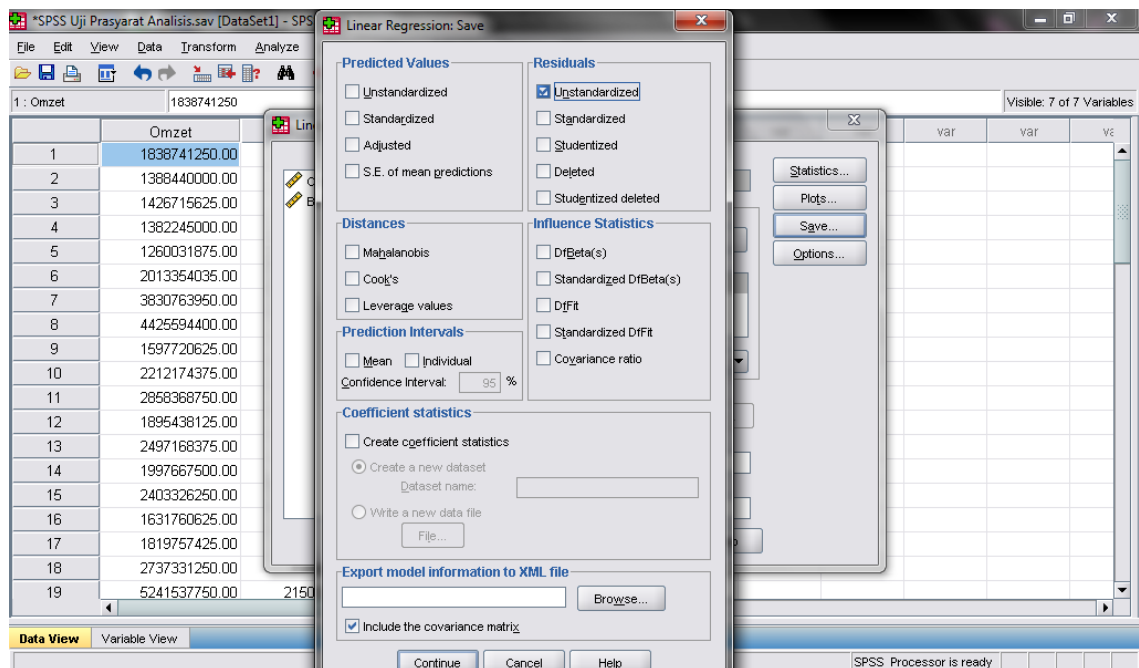 *SPSS Uji Prasyarat Analisis.sav [DataSet1] - SPS
File Edit View Data Transform Analyze
1 : Omzet 1838741250 Visible: 7 of 7 Variables
Omzet var var va
1 1838741250.00
2 1388440000.00
3 1426715625.00
4 1382245000.00
5 1260031875.00
6 2013354035.00
7 3830763950.00
8 4425594400.00
9 1597720625.00
10 2212174375.00
11 2858368750.00
12 1895438125.00
13 2497168375.00
14 1997667500.00
15 2403326250.00
16 1631760625.00
17 1819757425.00
18 2737331250.00
19 5241537750.00 2150
Data View Variable View
SPSS Processor is ready
Lin
Statistics...
Plots...
Save...
Options...
Linear Regression: Save
Predicted Values
Unstandardized
Standardized
Adjusted
S.E. of mean predictions
Residuals
Unstandardized
Standardized
Studentized
Deleted
Studentized deleted
Distances
Mahalanobis
Cook's
Leverage values
Influence Statistics
DfBeta(s)
Standardized DfBeta(s)
DfFit
Standardized DfFit
Covariance ratio
Prediction Intervals
Mean Individual
Confidence Interval: 95 %
Coefficient statistics
Create coefficient statistics
Create a new dataset
Dataset name:
Write a new data file
File...
Export model information to XML file
Browse...
Include the covariance matrix
Continue Cancel Help